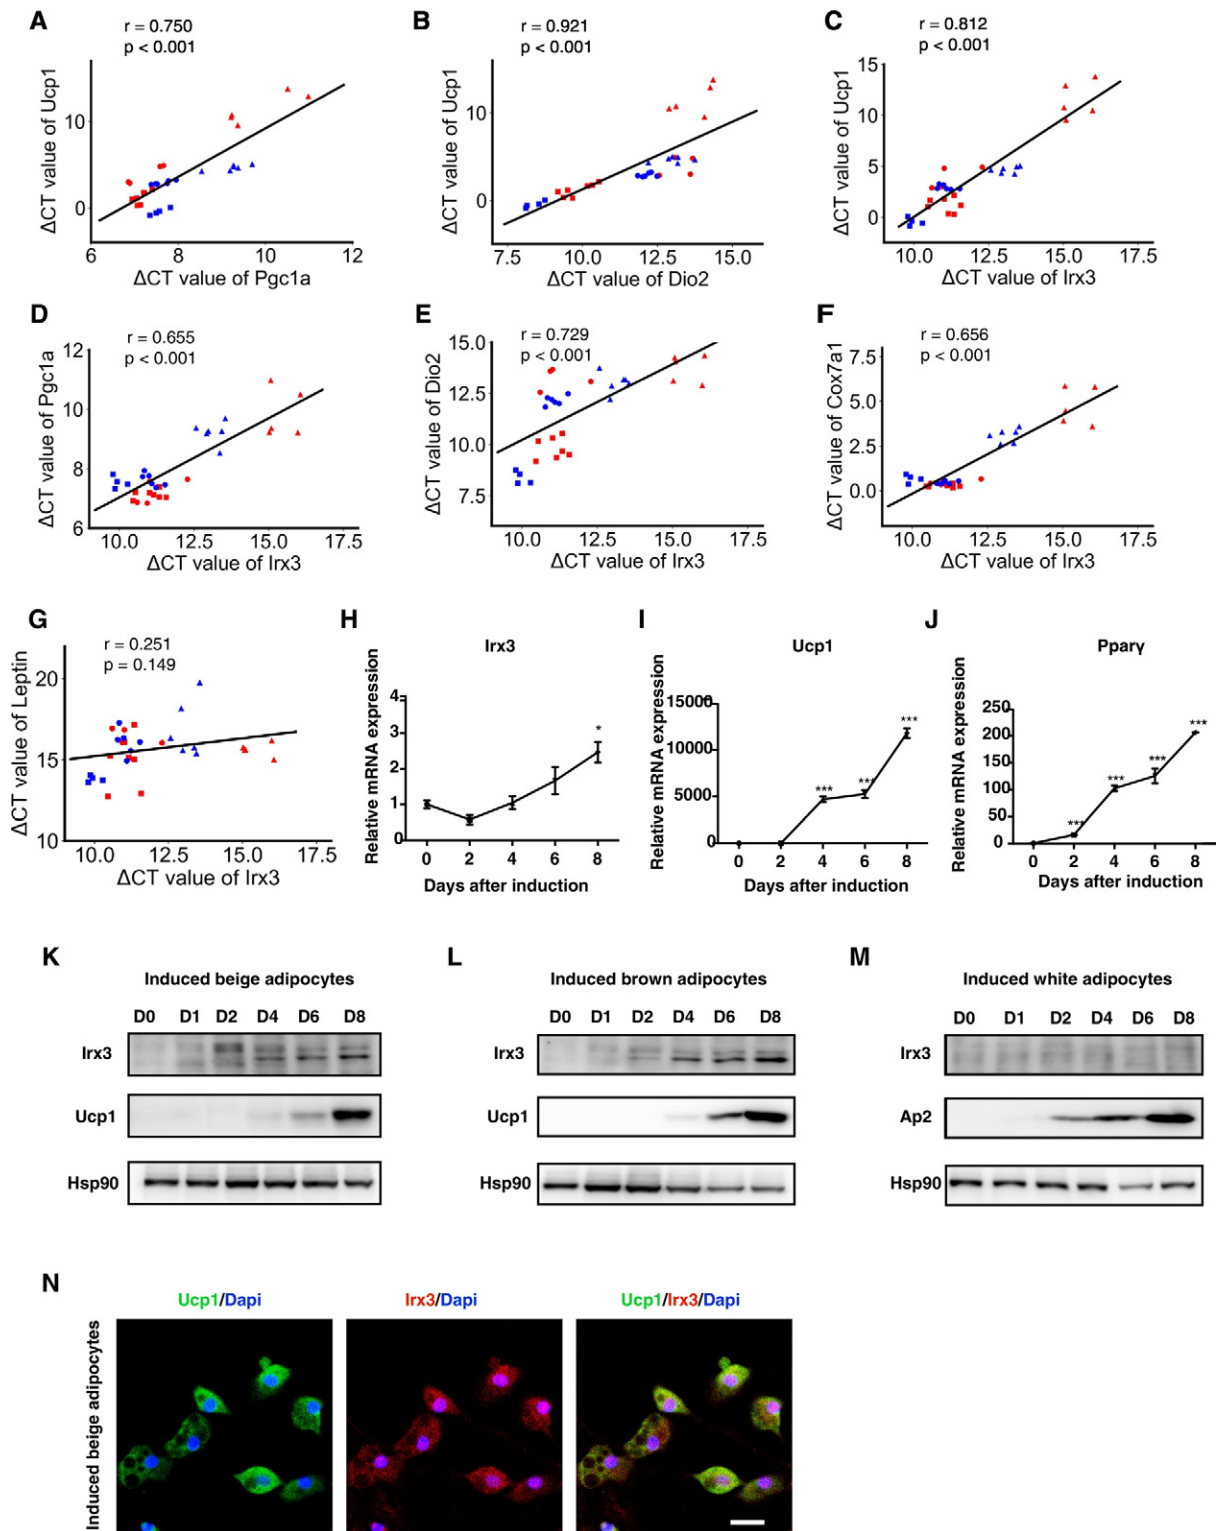 A
r = 0.750
p < 0.001
ΔCT value of Ucp1
10
0
6
8
10
12
ΔCT value of Pgc1a
B
r = 0.921
p < 0.001
ΔCT value of Ucp1
10
0
7.5
10.0
12.5
15.0
ΔCT value of Dio2
C
r = 0.812
p < 0.001
ΔCT value of Ucp1
15
10
5
0
10.0
12.5
15.0
17.5
ΔCT value of Irx3
D
r = 0.655
p < 0.001
ΔCT value of Pgc1a
12
10
8
6
10.0
12.5
15.0
17.5
ΔCT value of Irx3
E
r = 0.729
p < 0.001
ΔCT value of Dio2
15.0
12.5
10.0
7.5
10.0
12.5
15.0
17.5
ΔCT value of Irx3
F
r = 0.656
p < 0.001
ΔCT value of Cox7a1
7.5
5.0
2.5
0.0
10.0
12.5
15.0
17.5
ΔCT value of Irx3
G
r = 0.251
p = 0.149
ΔCT value of Leptin
20
15
10
10.0
12.5
15.0
17.5
ΔCT value of Irx3
H
Irx3
Relative mRNA expression
4
3
2
1
0
*
0 2 4 6 8
Days after induction
I
Ucp1
Relative mRNA expression
15000
10000
5000
0
***
***
***
0 2 4 6 8
Days after induction
J
Pparγ
Relative mRNA expression
250
200
150
100
50
0
***
***
***
***
0 2 4 6 8
Days after induction
K
Induced beige adipocytes
D0 D1 D2 D4 D6 D8
Irx3
Ucp1
Hsp90
L
Induced brown adipocytes
D0 D1 D2 D4 D6 D8
Irx3
Ucp1
Hsp90
M
Induced white adipocytes
D0 D1 D2 D4 D6 D8
Irx3
Ap2
Hsp90
N
Ucp1/Dapi
Irx3/Dapi
Ucp1/Irx3/Dapi
Induced beige adipocytes